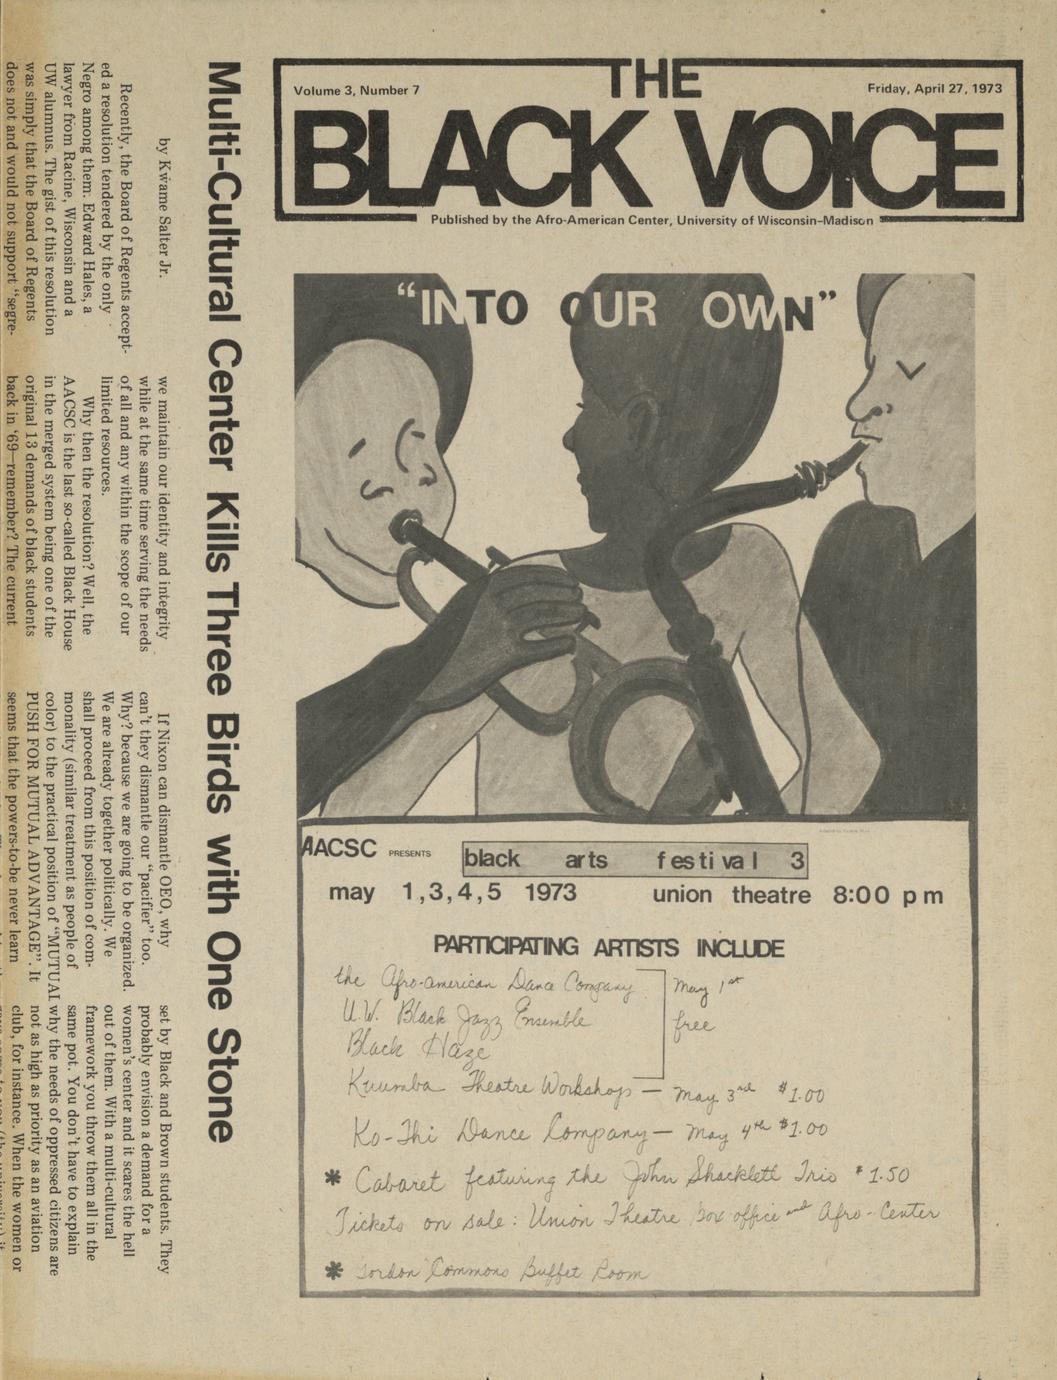 Volume 3, Number 7
Friday, April 27, 1973
THE
BLACK VOICE
Published by the Afro-American Center, University of Wisconsin–Madison
Multi-Cultural Center Kills Three Birds with One Stone
by Kwame Salter Jr.
Recently, the Board of Regents accept-
ed a resolution tendered by the only
Negro among them. Edward Hales, a
lawyer from Racine, Wisconsin and a
UW alumnus. The gist of this resolution
was simply that the Board of Regents
does not and would not support "segre-
we maintain our identity and integrity
while at the same time serving the needs
of all and any within the scope of our
limited resources.
Why then the resolution? Well, the
AACSC is the last so-called Black House
in the merged system being one of the
original 13 demands of black students
back in '69—remember? The current
If Nixon can dismantle OEO, why
can't they dismantle our "pacifier" too.
Why? because we are going to be organized.
We are already together politically. We
shall proceed from this position of com-
monality (similar treatment as people of
color) to the practical position of "MUTUAL
PUSH FOR MUTUAL ADVANTAGE". It
seems that the powers-to-be never learn
set by Black and Brown students. They
probably envision a demand for a
women's center and it scares the hell
out of them. With a multi-cultural
framework you throw them all in the
same pot. You don't have to explain
why the needs of oppressed citizens are
not as high as priority as an aviation
club, for instance. When the women or
"INTO OUR OWN"
AACSC PRESENTS black arts festival 3
may 1,3,4,5 1973 union theatre 8:00 pm
PARTICIPATING ARTISTS INCLUDE
the Afro-american Dance Company May 1st
U.W. Black Jazz Ensemble free
Black Haze
Kuumba Theatre Workshop — May 3rd $1.00
Ko-Thi Dance Company — May 4th $1.00
* Cabaret featuring the John Shacklett Trio $1.50
Tickets on sale: Union Theatre Box office and Afro-Center
* Gordon Commons Buffet Room